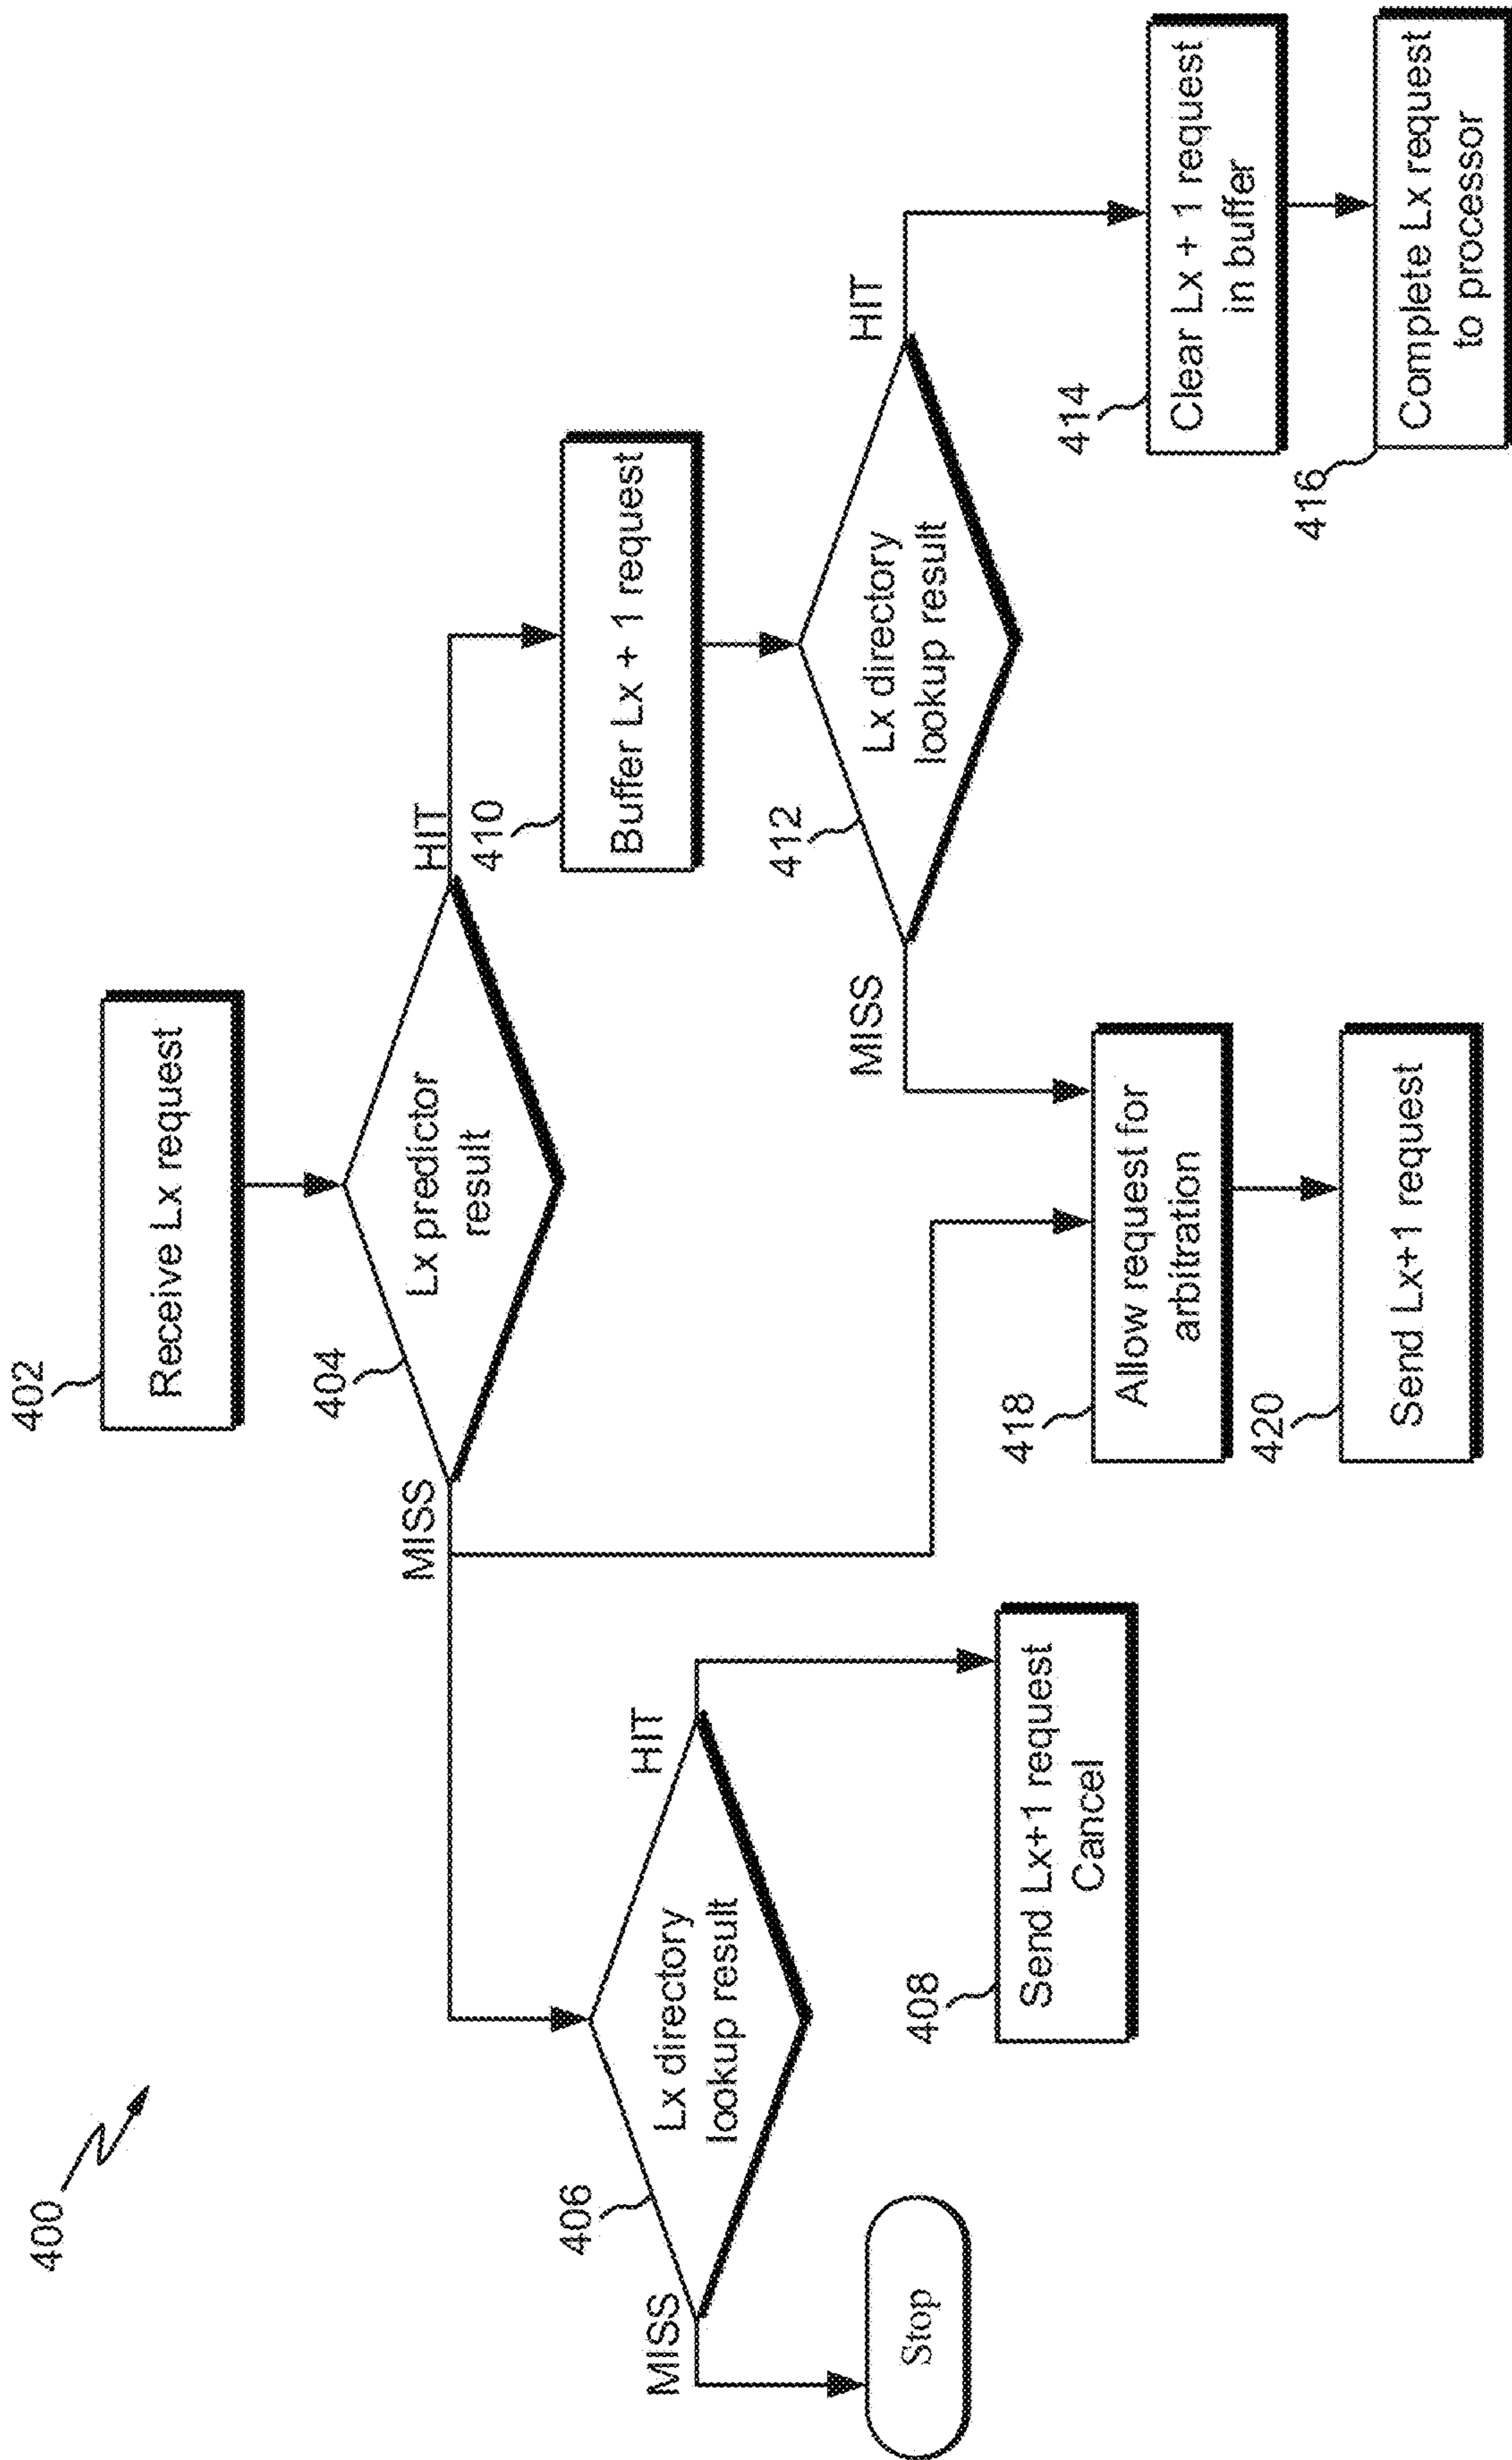 400
402
Receive Lx request
404
Lx predictor
result
MISS
HIT
406
Lx directory
lookup result
MISS
HIT
Stop
408
Send Lx+1 request
Cancel
410
Buffer Lx + 1 request
412
Lx directory
lookup result
MISS
HIT
414
Clear Lx + 1 request
in buffer
416
Complete Lx request
to processor
418
Allow request for
arbitration
420
Send Lx+1 request